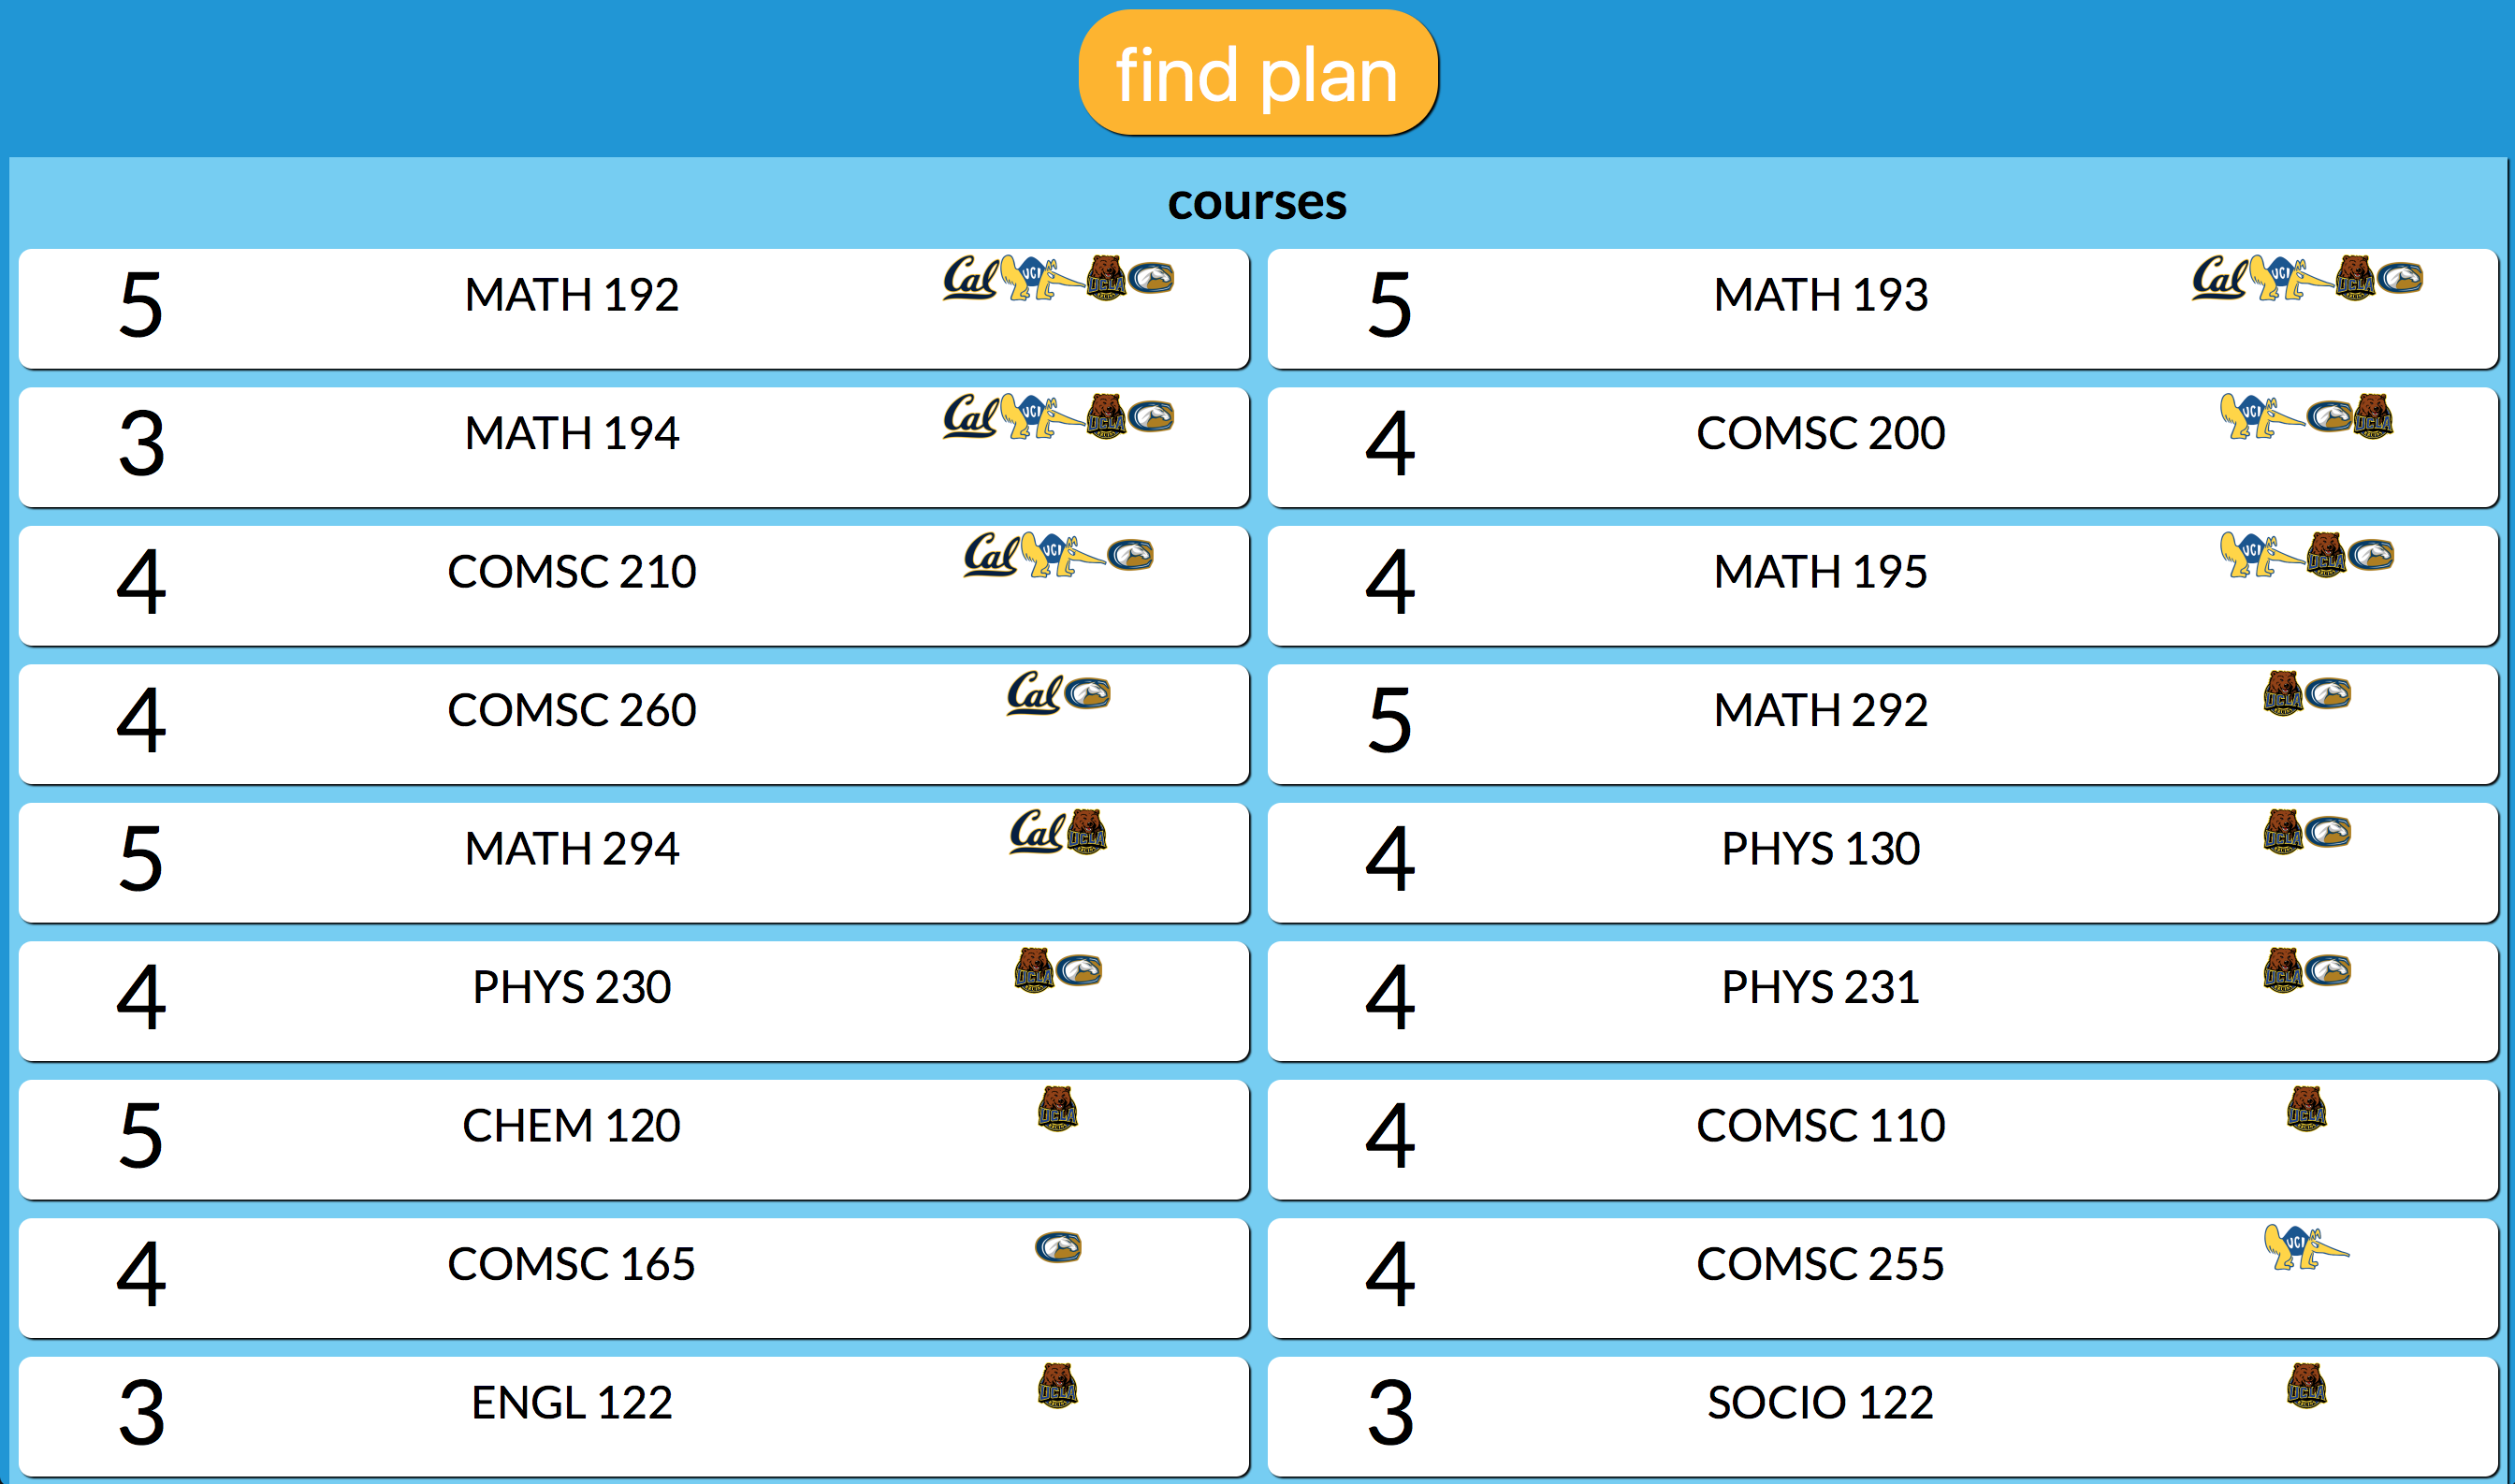 find plan
courses
5 MATH 192 Cal UCI UCLA
5 MATH 193 Cal UCI UCLA
3 MATH 194 Cal UCI UCLA
4 COMSC 200 UCI UCLA
4 COMSC 210 Cal UCI
4 MATH 195 UCI UCLA
4 COMSC 260 Cal
5 MATH 292 UCLA
5 MATH 294 Cal UCLA
4 PHYS 130 UCLA
4 PHYS 230 UCLA
4 PHYS 231 UCLA
5 CHEM 120 UCLA
4 COMSC 110 UCLA
4 COMSC 165
4 COMSC 255 UCI
3 ENGL 122 UCLA
3 SOCIO 122 UCLA